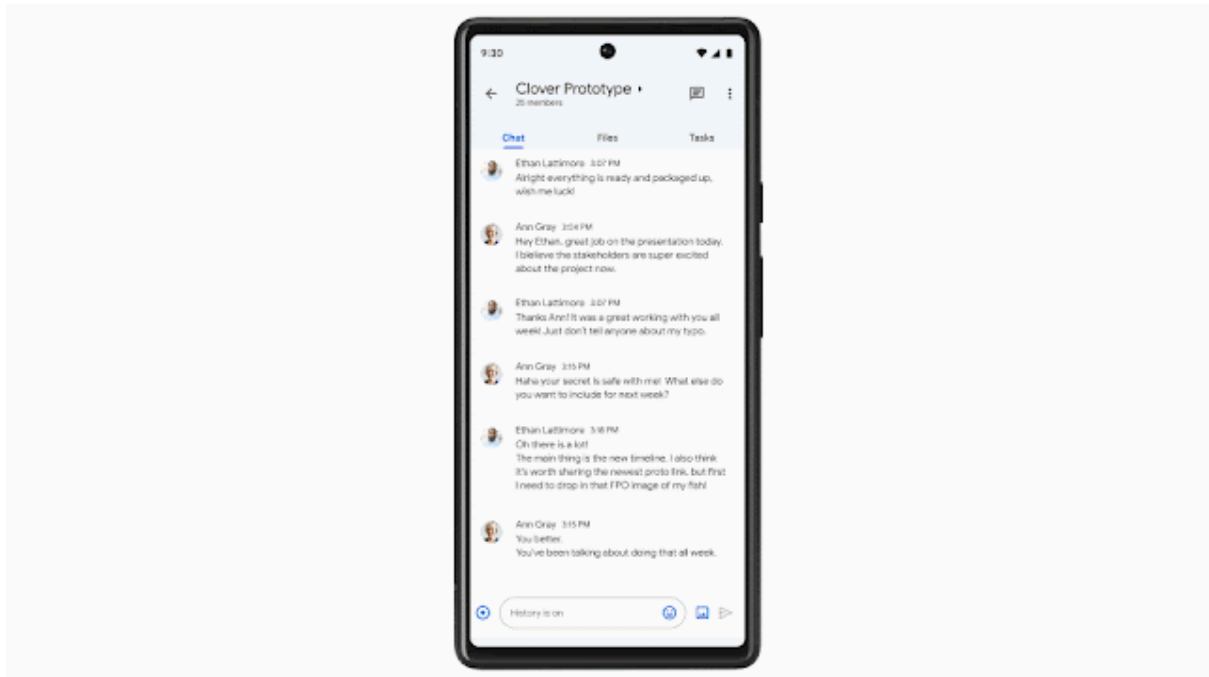 9:30
Clover Prototype
26 members
Chat
Files
Tasks
Ethan Lattimore 3:07 PM
Alright everything is ready and packaged up,
wish me luck!
Ann Gray 3:04 PM
Hey Ethan, great job on the presentation today.
I blelieve the stakeholders are super excited
about the project now.
Ethan Lattimore 3:07 PM
Thanks Ann! It was a great working with you all
week! Just don't tell anyone about my typo.
Ann Gray 3:15 PM
Haha your secret is safe with me! What else do
you want to include for next week?
Ethan Lattimore 3:18 PM
Oh there is a lot!
The main thing is the new timeline. I also think
it's worth sharing the newest proto link, but first
I need to drop in that FPO image of my fish!
Ann Gray 3:15 PM
You better.
You've been talking about doing that all week.
History is on